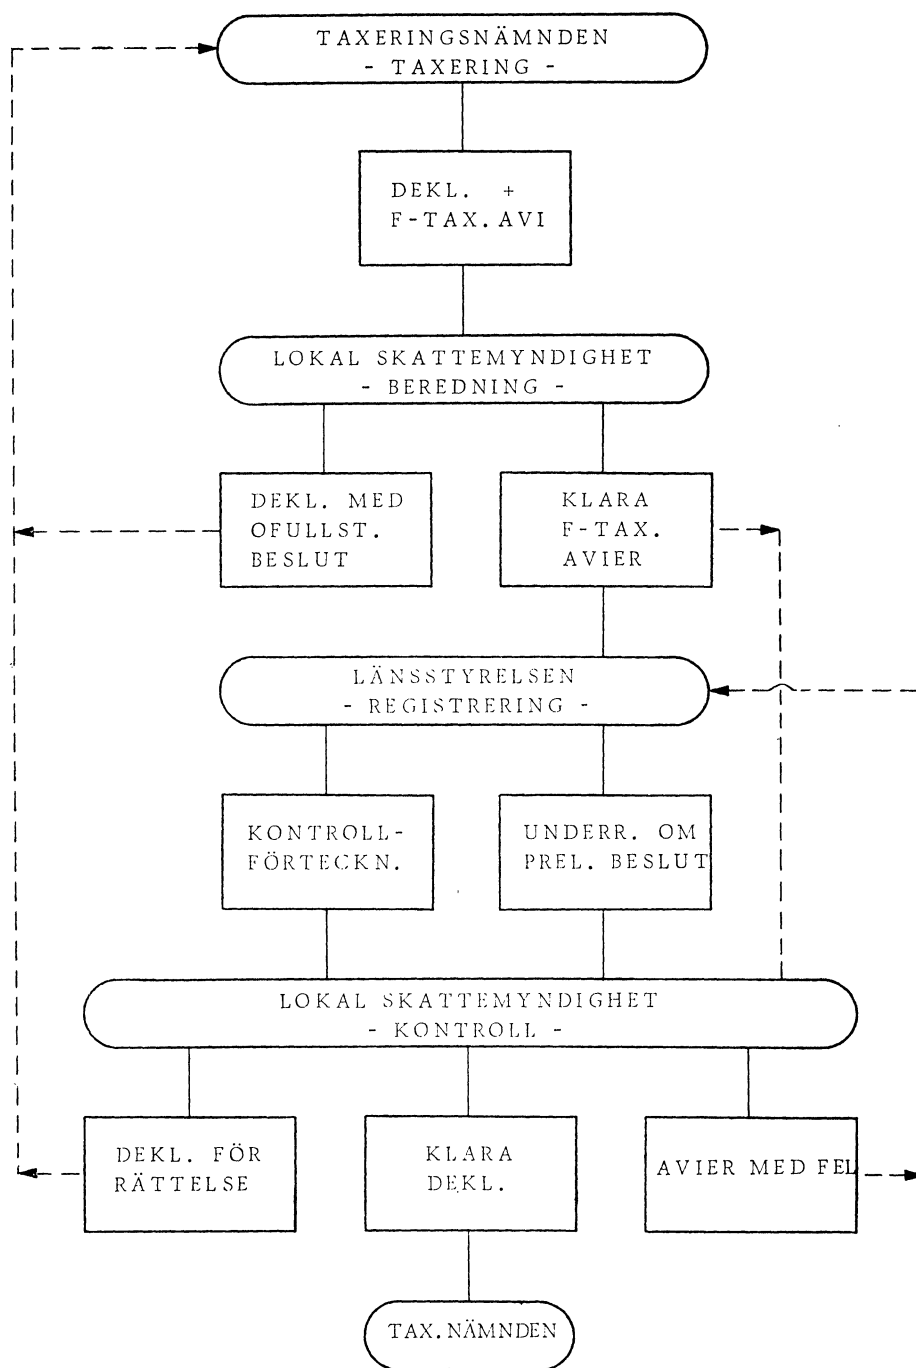 TAXERINGSNÄMNDEN
- TAXERING -
DEKL. +
F-TAX. AVI
LOKAL SKATTEMYNDIGHET
- BEREDNING -
DEKL. MED
OFULLST.
BESLUT
KLARA
F-TAX.
AVIER
LÄNSSTYRELSEN
- REGISTRERING -
KONTROLL-
FÖRTECKN.
UNDERR. OM
PREL. BESLUT
LOKAL SKATTEMYNDIGHET
- KONTROLL -
DEKL. FÖR
RÄTTELSE
KLARA
DEKL.
AVIER MED FEL
TAX.NÄMNDEN